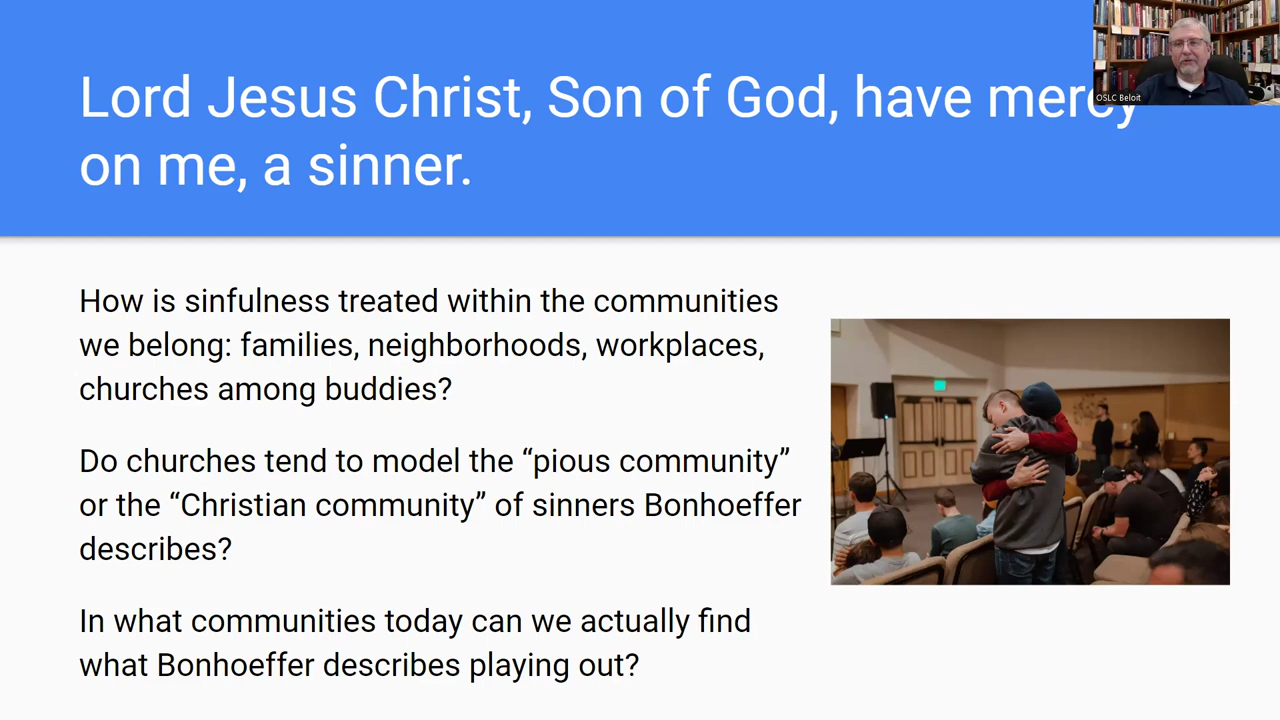 Lord Jesus Christ, Son of God, have mercy
on me, a sinner.
OSLC Beloit
How is sinfulness treated within the communities
we belong: families, neighborhoods, workplaces,
churches among buddies?
Do churches tend to model the “pious community”
or the “Christian community” of sinners Bonhoeffer
describes?
In what communities today can we actually find
what Bonhoeffer describes playing out?